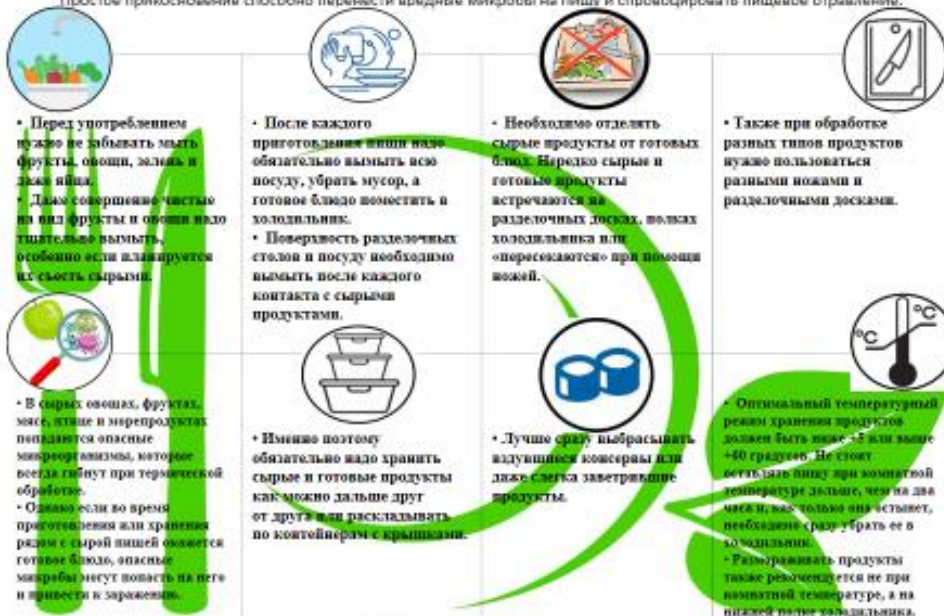 Простое прикосновение способно перенести вредные микробы на пищу и спровоцировать пищевое отравление.
• Перед употреблением
нужно не забывать мыть
фрукты, овощи, зелень и
даже яйца.
• Даже совершенно чистые
на вид фрукты и овощи надо
тщательно вымыть,
особенно если планируется
их съесть сырыми.
• После каждого
приготовления пищи надо
обязательно вымыть всю
посуду, убрать мусор, а
готовое блюдо поместить в
холодильник.
• Поверхность разделочных
столов и посуду необходимо
вымыть после каждого
контакта с сырыми
продуктами.
• Необходимо отделять
сырые продукты от готовых
блюд. Нередко сырые и
готовые продукты
встречаются на
разделочных досках, полках
холодильника или
«пересекаются» при помощи
ножей.
• Также при обработке
разных типов продуктов
нужно пользоваться
разными ножами и
разделочными досками.
• В сырых овощах, фруктах,
мясе, птице и морепродуктах
попадаются опасные
микроорганизмы, которые
всегда гибнут при термической
обработке.
• Однако если во время
приготовления или хранения
рядом с сырой пищей окажется
готовое блюдо, опасные
микробы могут попасть на него
и привести к заражению.
• Именно поэтому
обязательно надо хранить
сырые и готовые продукты
как можно дальше друг
от друга или раскладывать
по контейнерам с крышками.
• Лучше сразу выбрасывать
вздувшиеся консервы или
даже слегка заветрившие
продукты.
°C °C
• Оптимальный температурный
режим хранения продуктов
должен быть ниже +5 или выше
+60 градусов. Не стоит
оставлять пищу при комнатной
температуре дольше, чем на два
часа и, как только она остынет,
необходимо сразу убрать ее в
холодильник.
• Размораживать продукты
также рекомендуется не при
комнатной температуре, а на
нижней полке холодильника.